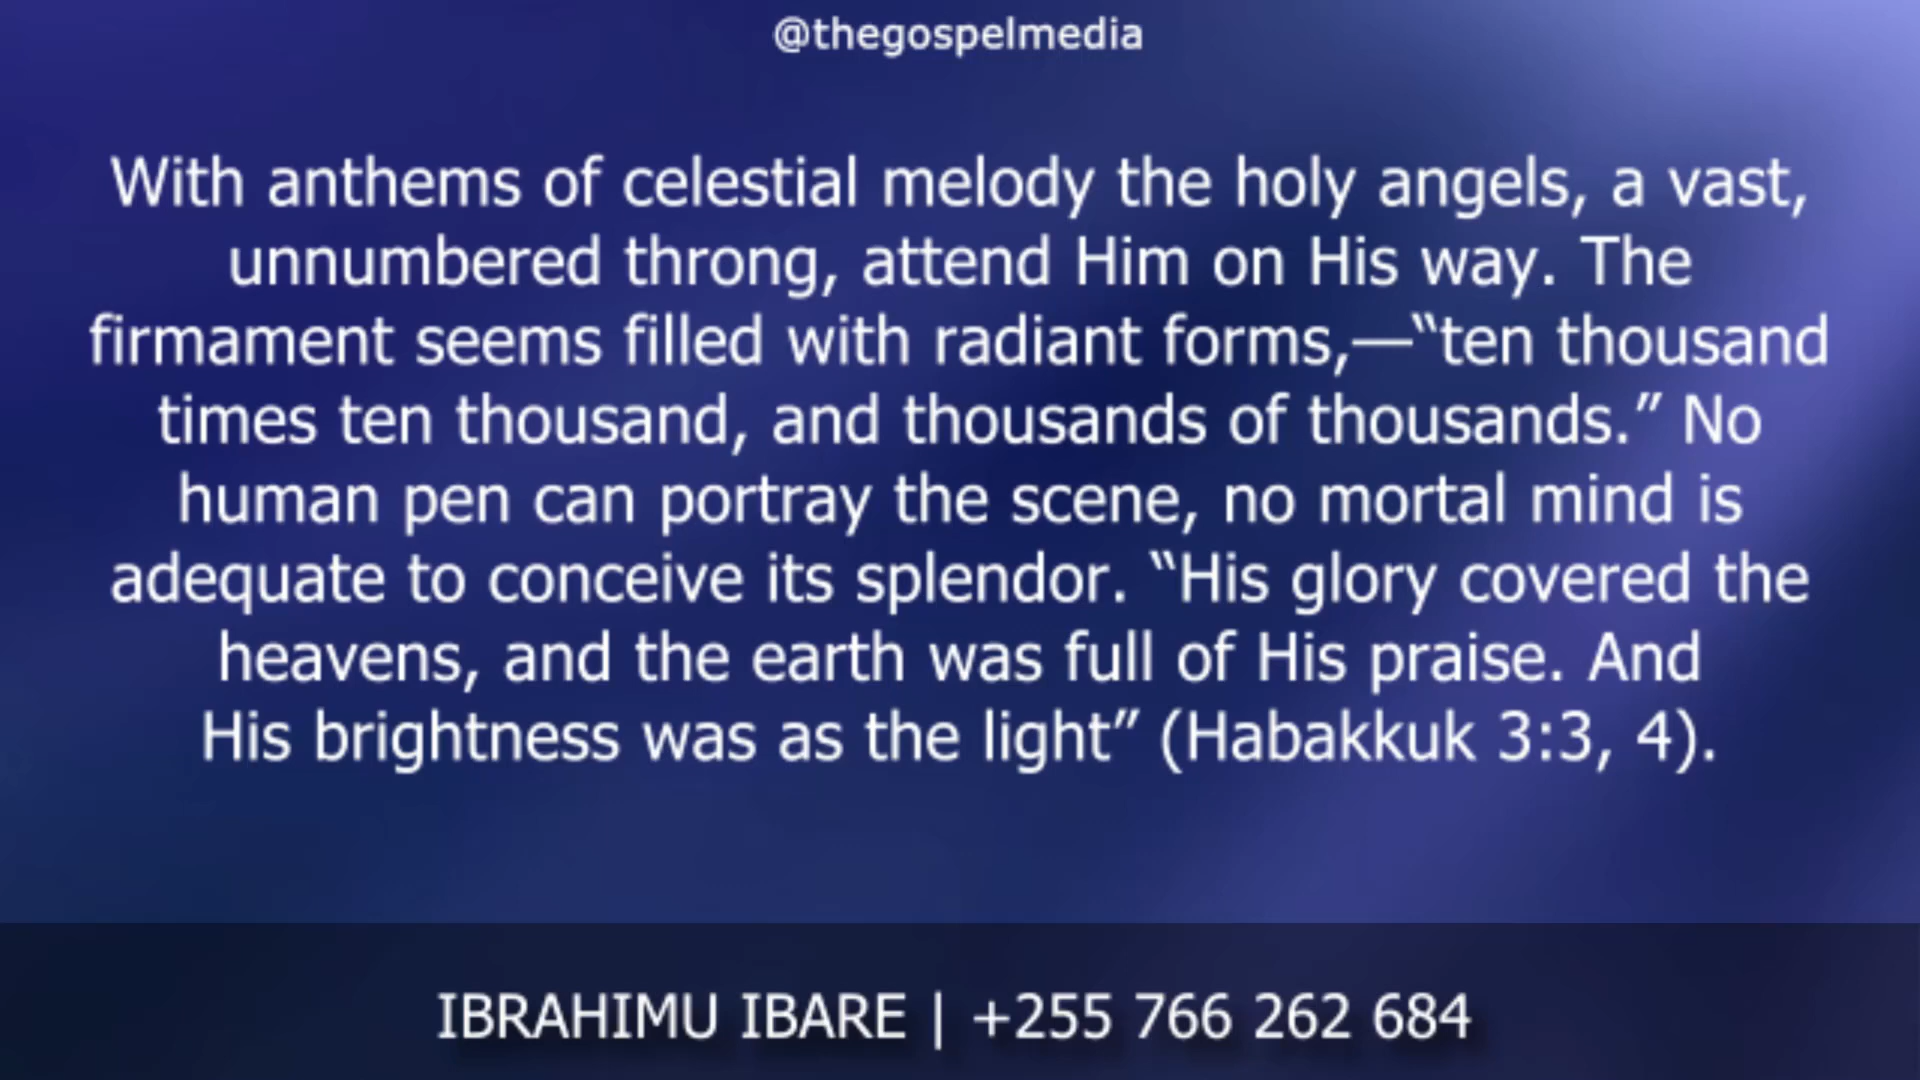 @thegospelmedia
With anthems of celestial melody the holy angels, a vast,
unnumbered throng, attend Him on His way. The
firmament seems filled with radiant forms,—“ten thousand
times ten thousand, and thousands of thousands.” No
human pen can portray the scene, no mortal mind is
adequate to conceive its splendor. “His glory covered the
heavens, and the earth was full of His praise. And
His brightness was as the light” (Habakkuk 3:3, 4).
IBRAHIMU IBARE | +255 766 262 684